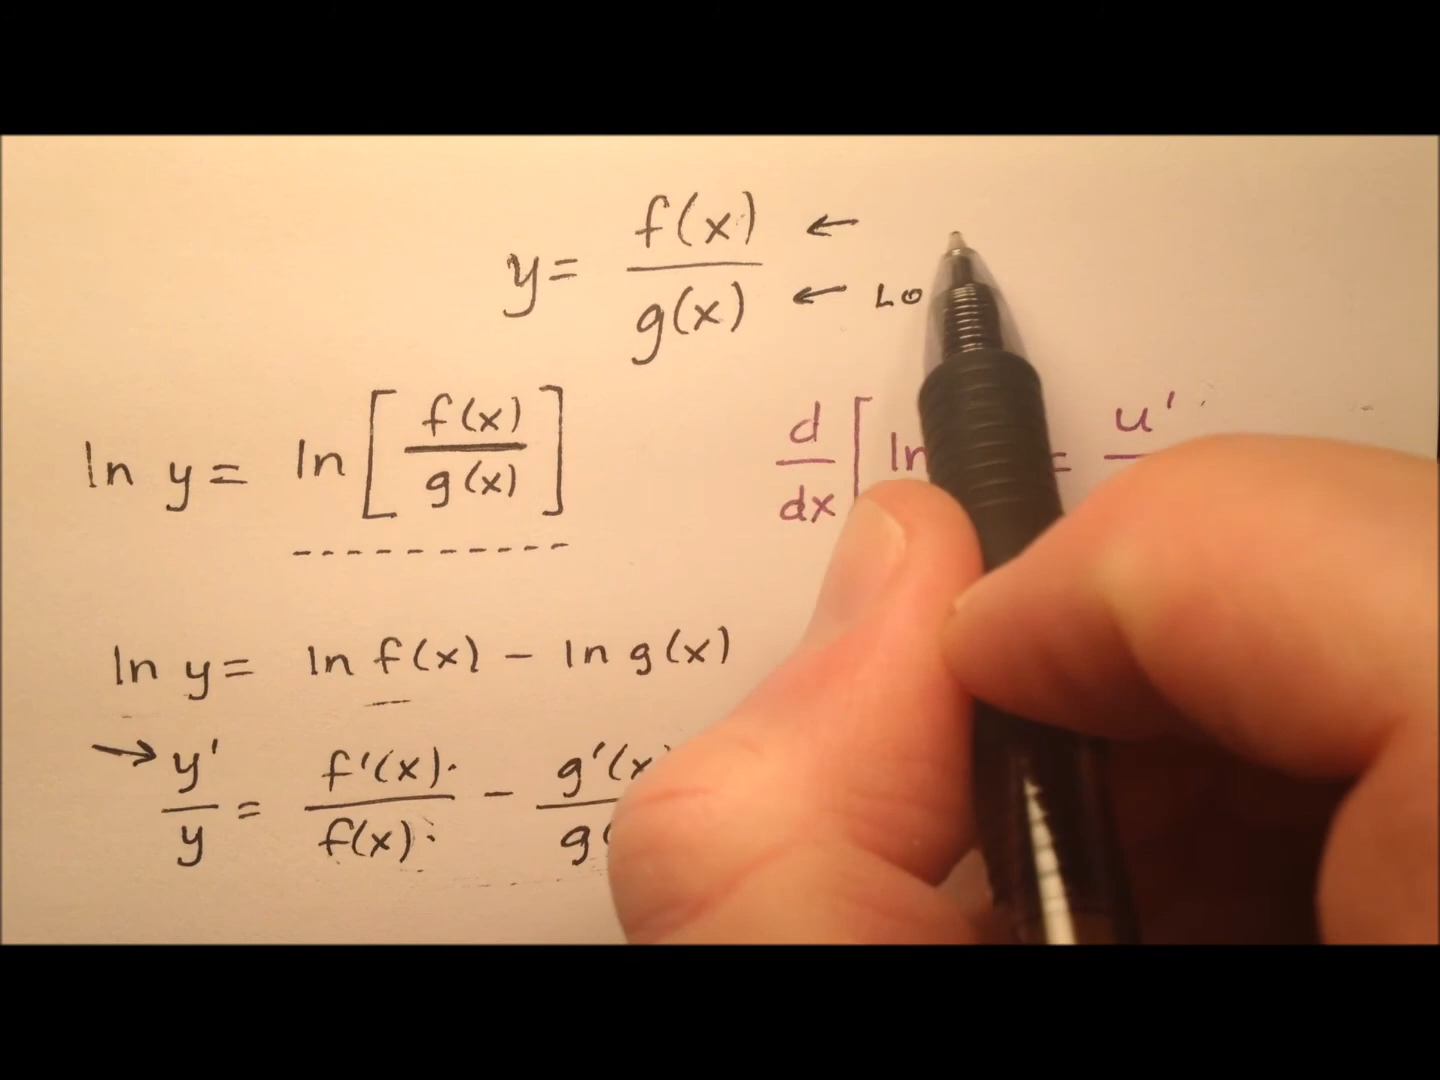 y = f(x) ←
g(x) ← LO
ln y = ln [ f(x) / g(x) ]
d/dx [ ln = u'
ln y = ln f(x) - ln g(x)
→ y'/y = f'(x)·/f(x)· - g'(x)/g(